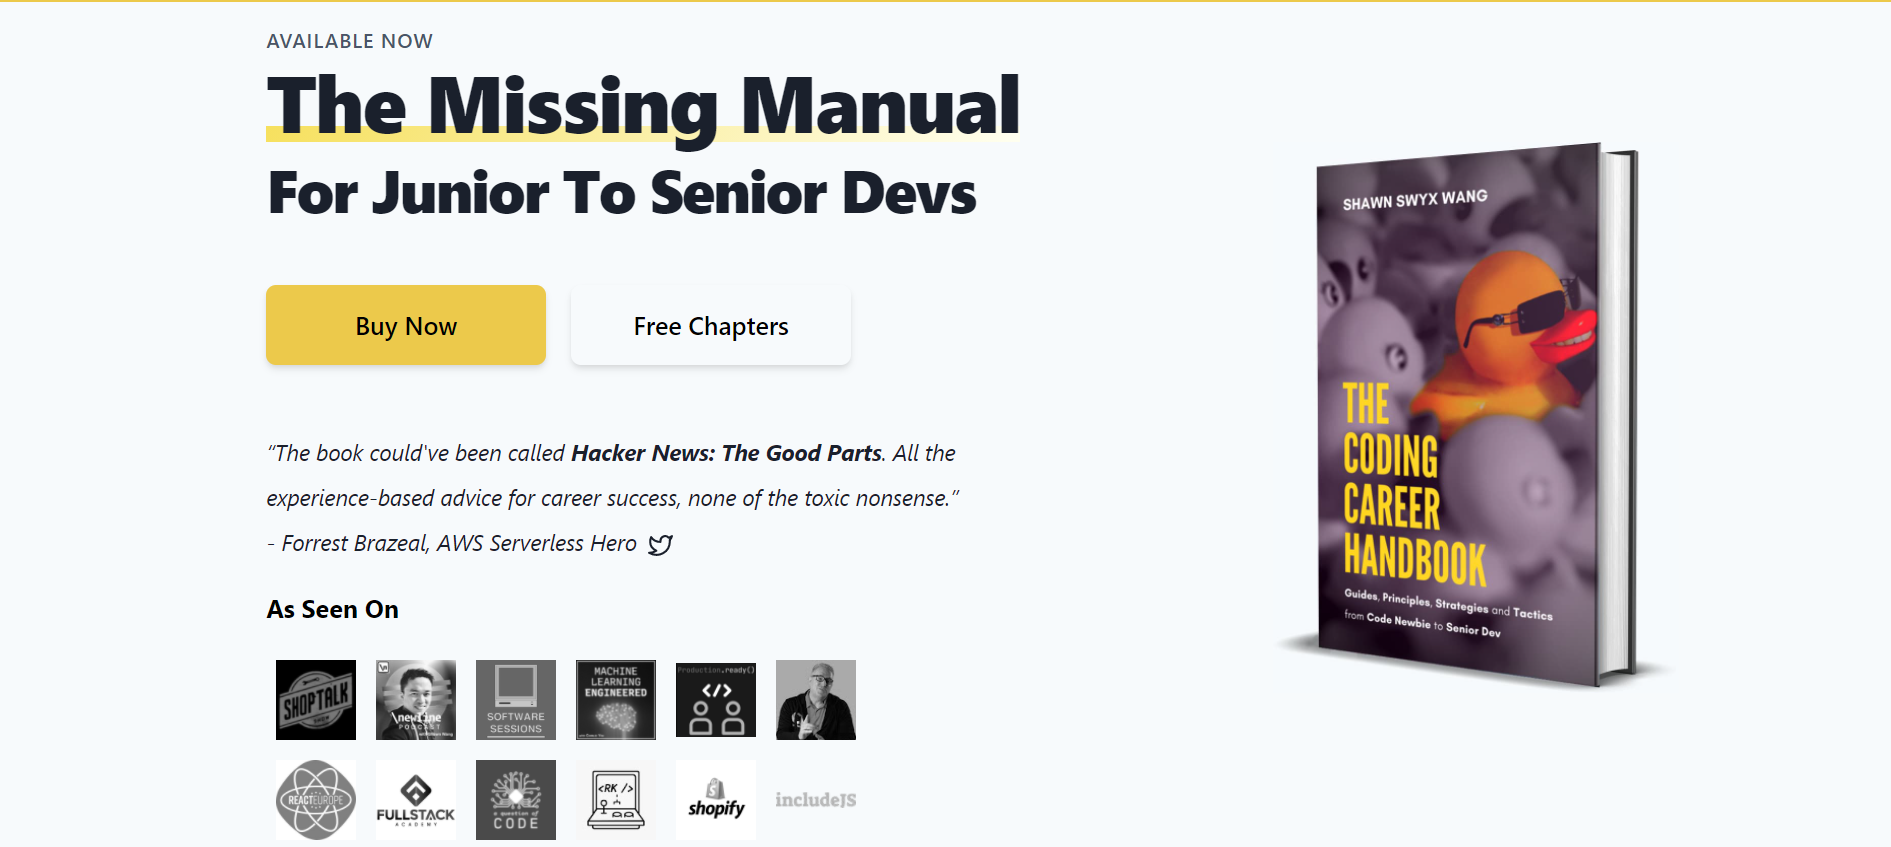 AVAILABLE NOW
The Missing Manual
For Junior To Senior Devs
Buy Now
Free Chapters
“The book could've been called Hacker News: The Good Parts. All the
experience-based advice for career success, none of the toxic nonsense.”
- Forrest Brazeal, AWS Serverless Hero
As Seen On
SHOPTALK
SHOW
\newline
PODCAST
SOFTWARE
SESSIONS
MACHINE
LEARNING
ENGINEERED
Production.ready()
</>
REACTEUROPE
FULLSTACK
ACADEMY
a question of
CODE
<RK />
shopify
includeJS
SHAWN SWYX WANG
THE
CODING
CAREER
HANDBOOK
Guides, Principles, Strategies and Tactics
from Code Newbie to Senior Dev